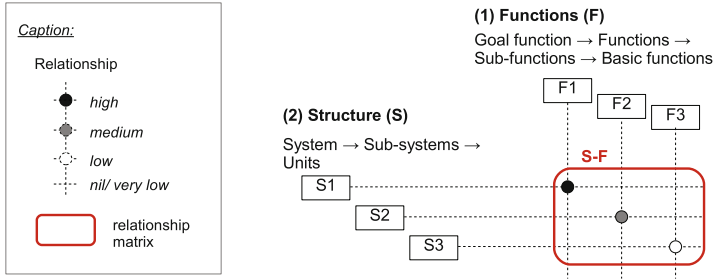 Caption:
Relationship
high
medium
low
nil/ very low
relationship
matrix
(1) Functions (F)
Goal function → Functions →
Sub-functions → Basic functions
F1
F2
F3
(2) Structure (S)
System → Sub-systems →
Units
S-F
S1
S2
S3